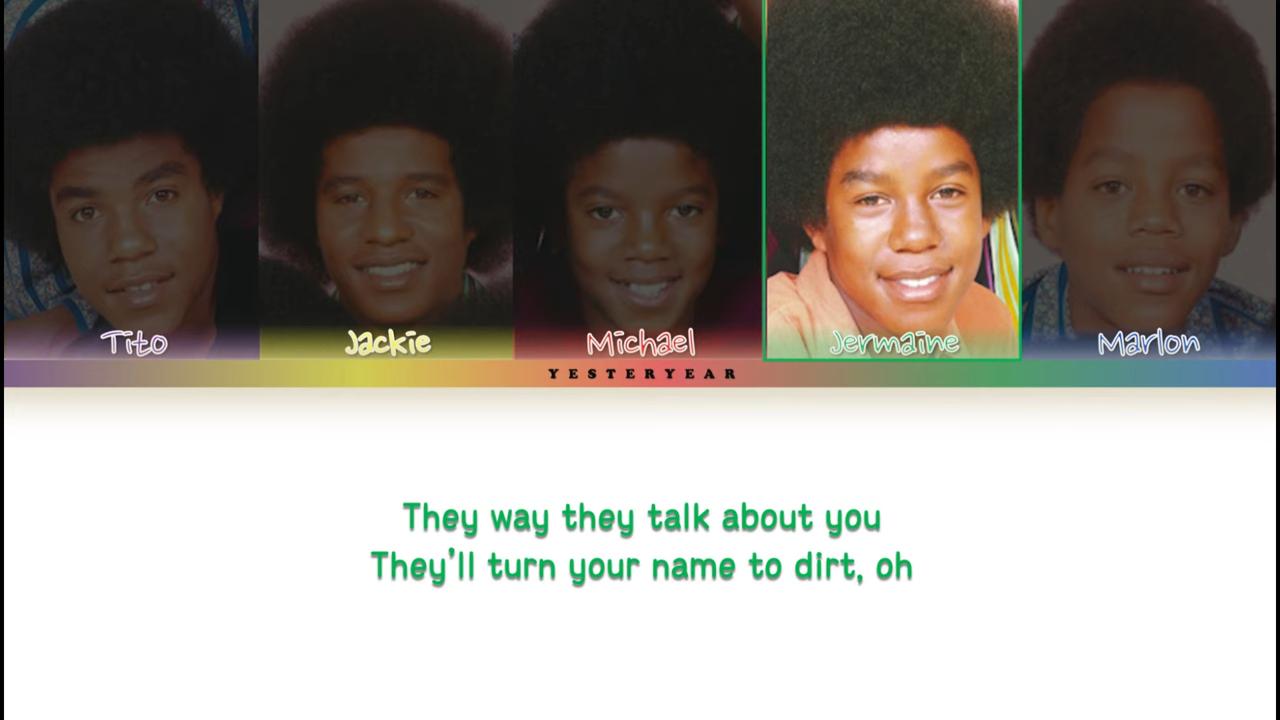 Tito
Jackie
Michael
Jermaine
Marlon
YESTERYEAR
They way they talk about you
They'll turn your name to dirt, oh